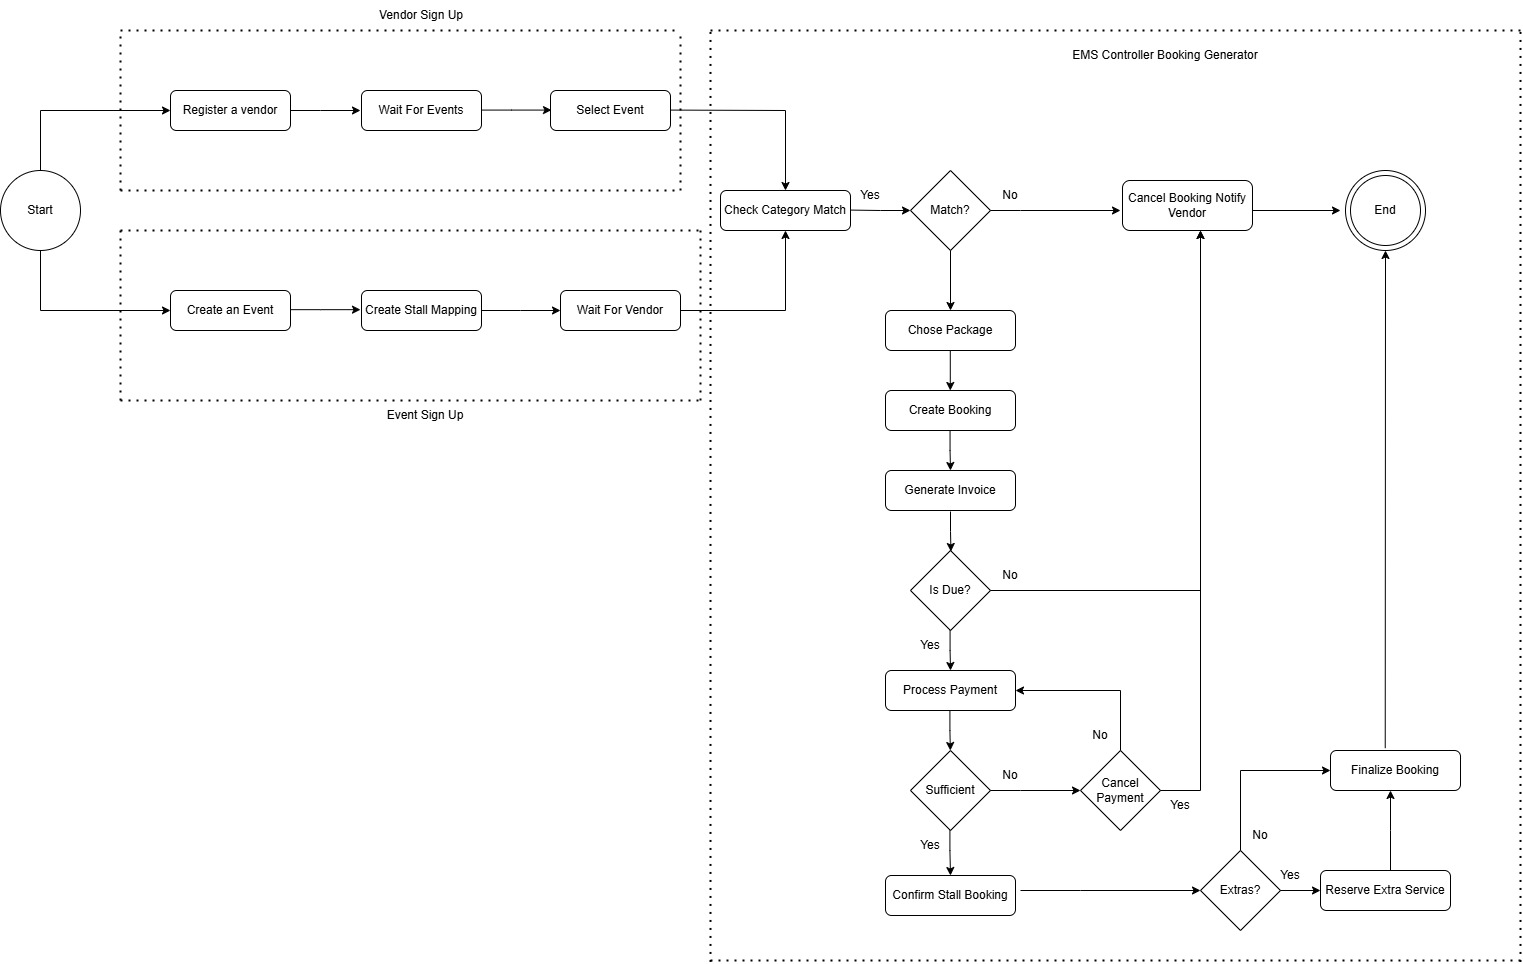 Vendor Sign Up
EMS Controller Booking Generator
Register a vendor
Wait For Events
Select Event
Start
Check Category Match
Yes
Match?
No
Cancel Booking Notify
Vendor
End
Create an Event
Create Stall Mapping
Wait For Vendor
Event Sign Up
Chose Package
Create Booking
Generate Invoice
Is Due?
No
Yes
Process Payment
No
Sufficient
No
Cancel
Payment
Yes
Yes
Confirm Stall Booking
Finalize Booking
No
Extras?
Yes
Reserve Extra Service